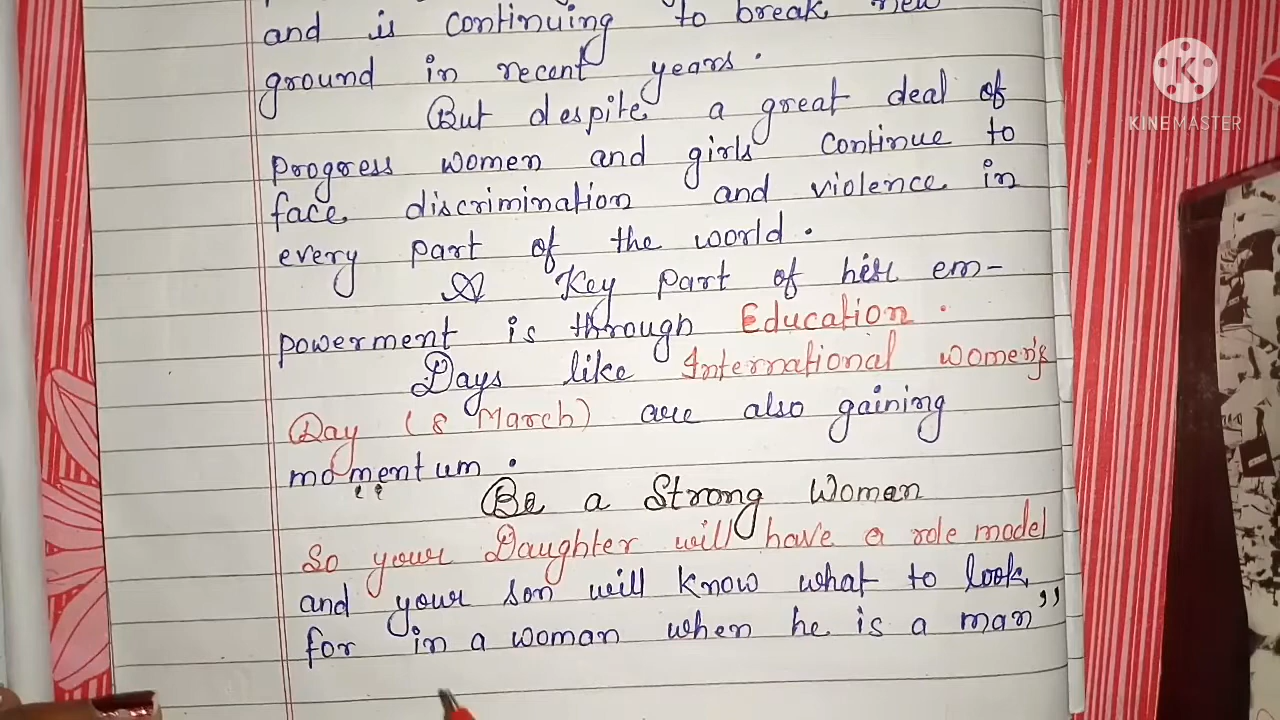 and is continuing to break new
ground in recent years.
But despite a great deal of
progress women and girls continue to
face discrimination and violence in
every part of the world.
A Key part of her em-
powerment is through Education.
Days like International Women's
Day (8 March) are also gaining
momentum.
"Be a Strong Woman
So your Daughter will have a role model
and your son will know what to look
for in a woman when he is a man"
KINEMASTER